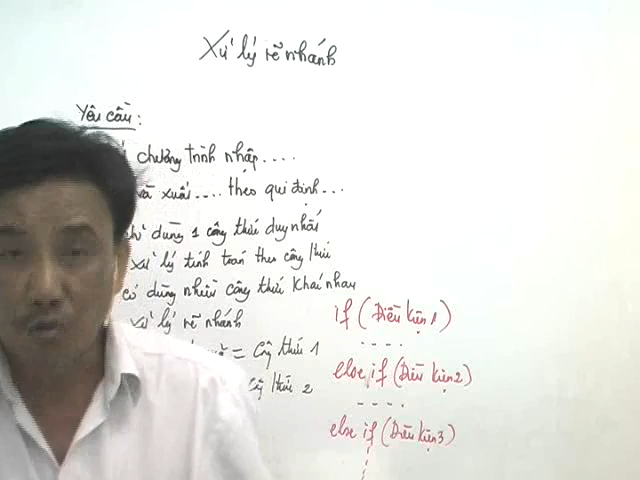 Xử lý rẽ nhánh
Yêu cầu:
chương trình nhập....
và xuất.... theo qui định...
chỉ dùng 1 công thức duy nhất
xử lý tính toán theo công thức
có dùng nhiều công thức khác nhau
xử lý rẽ nhánh
= Công thức 1
Công thức 2
if (Điều kiện 1)
....
else if (Điều kiện 2)
....
else if (Điều kiện 3)